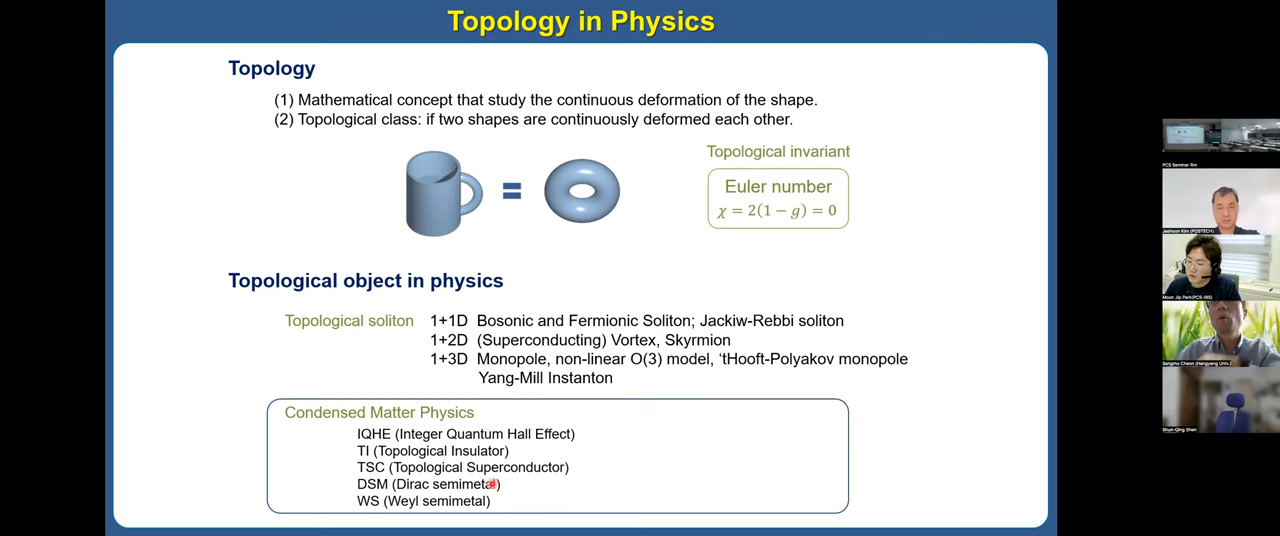 Topology in Physics
Topology
(1) Mathematical concept that study the continuous deformation of the shape.
(2) Topological class: if two shapes are continuously deformed each other.
Topological invariant
Euler number
χ = 2(1 − g) = 0
=
Topological object in physics
Topological soliton 1+1D Bosonic and Fermionic Soliton; Jackiw-Rebbi soliton
1+2D (Superconducting) Vortex, Skyrmion
1+3D Monopole, non-linear O(3) model, ‘tHooft-Polyakov monopole
Yang-Mill Instanton
Condensed Matter Physics
IQHE (Integer Quantum Hall Effect)
TI (Topological Insulator)
TSC (Topological Superconductor)
DSM (Dirac semimetal)
WS (Weyl semimetal)
PCS Seminar Rm
Jaehoon Kim (POSTECH)
Moon Jip Park(PCS-IBS)
Sangmo Cheon (Hanyang Univ.)
Shun-Qing Shen